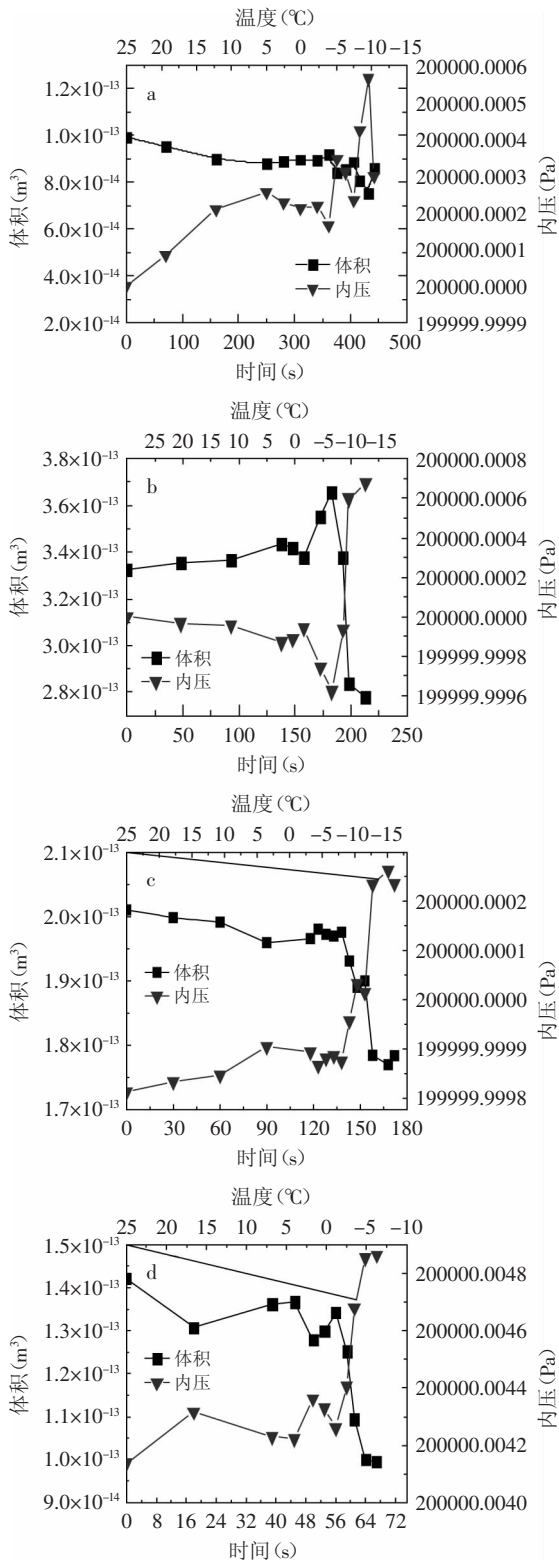 温度(℃)
25 20 15 10 5 0 -5 -10 -15
a
1.2×10⁻¹³
1.0×10⁻¹³
8.0×10⁻¹⁴
6.0×10⁻¹⁴
4.0×10⁻¹⁴
2.0×10⁻¹⁴
体积(m³)
体积
内压
200000.0006
200000.0005
200000.0004
200000.0003
200000.0002
200000.0001
200000.0000
199999.9999
内压(Pa)
0 100 200 300 400 500
时间(s)
温度(℃)
25 20 15 10 5 0 -5 -10 -15
b
3.8×10⁻¹³
3.6×10⁻¹³
3.4×10⁻¹³
3.2×10⁻¹³
3.0×10⁻¹³
2.8×10⁻¹³
体积(m³)
体积
内压
200000.0008
200000.0006
200000.0004
200000.0002
200000.0000
199999.9998
199999.9996
内压(Pa)
0 50 100 150 200 250
时间(s)
温度(℃)
25 20 15 10 5 0 -5 -10 -15
c
2.1×10⁻¹³
2.0×10⁻¹³
1.9×10⁻¹³
1.8×10⁻¹³
1.7×10⁻¹³
体积(m³)
体积
内压
200000.0002
200000.0001
200000.0000
199999.9999
199999.9998
内压(Pa)
0 30 60 90 120 150 180
时间(s)
温度(℃)
25 20 15 10 5 0 -5 -10
d
1.5×10⁻¹³
1.4×10⁻¹³
1.3×10⁻¹³
1.2×10⁻¹³
1.1×10⁻¹³
1.0×10⁻¹³
9.0×10⁻¹⁴
体积(m³)
体积
内压
200000.0048
200000.0046
200000.0044
200000.0042
200000.0040
内压(Pa)
0 8 16 24 32 40 48 56 64 72
时间(s)